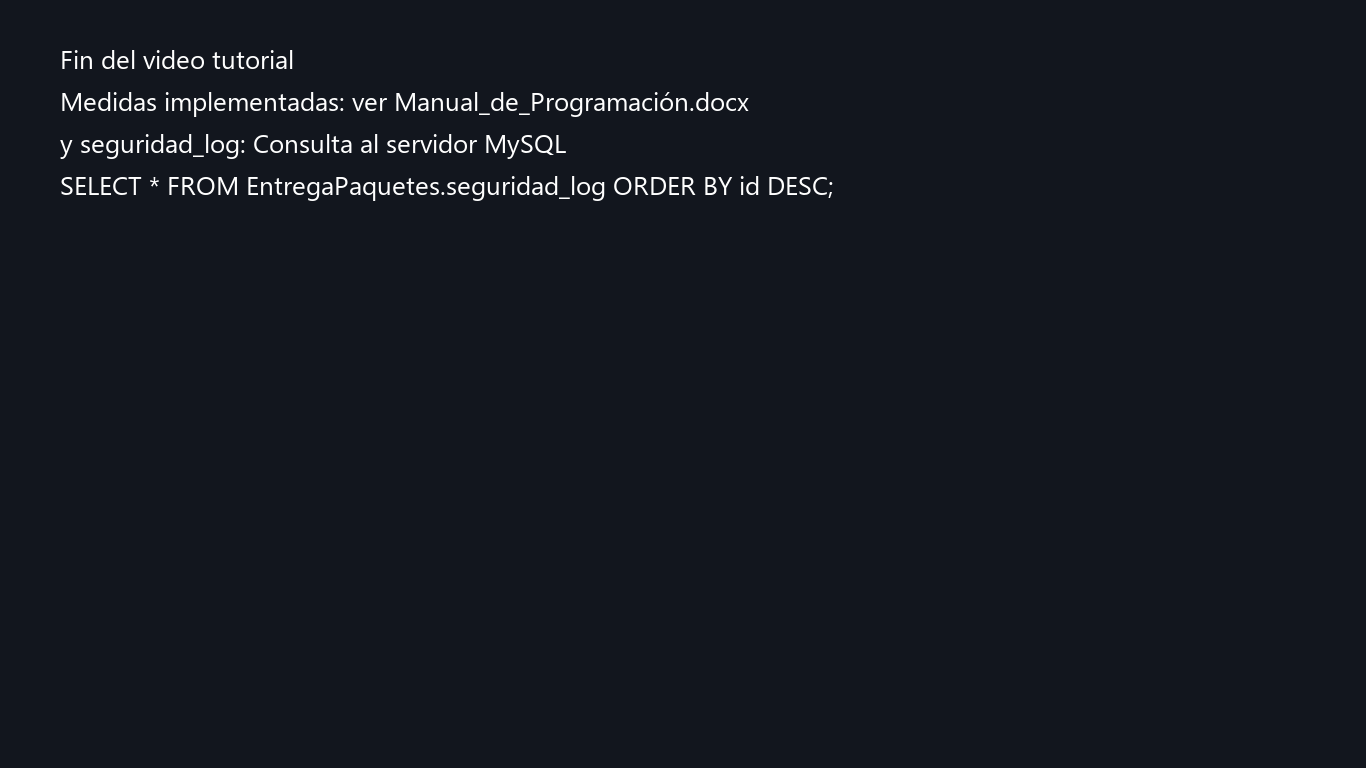 Fin del video tutorial
Medidas implementadas: ver Manual_de_Programación.docx
y seguridad_log: Consulta al servidor MySQL
SELECT * FROM EntregaPaquetes.seguridad_log ORDER BY id DESC;